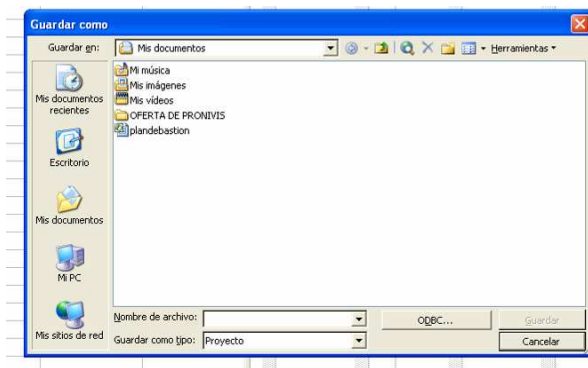 Guardar como
Guardar en:
Mis documentos
Herramientas
Mis documentos recientes
Escritorio
Mis documentos
Mi PC
Mis sitios de red
Mi música
Mis imágenes
Mis vídeos
OFERTA DE PRONIVIS
plandebastion
Nombre de archivo:
ODBC...
Guardar
Guardar como tipo:
Proyecto
Cancelar